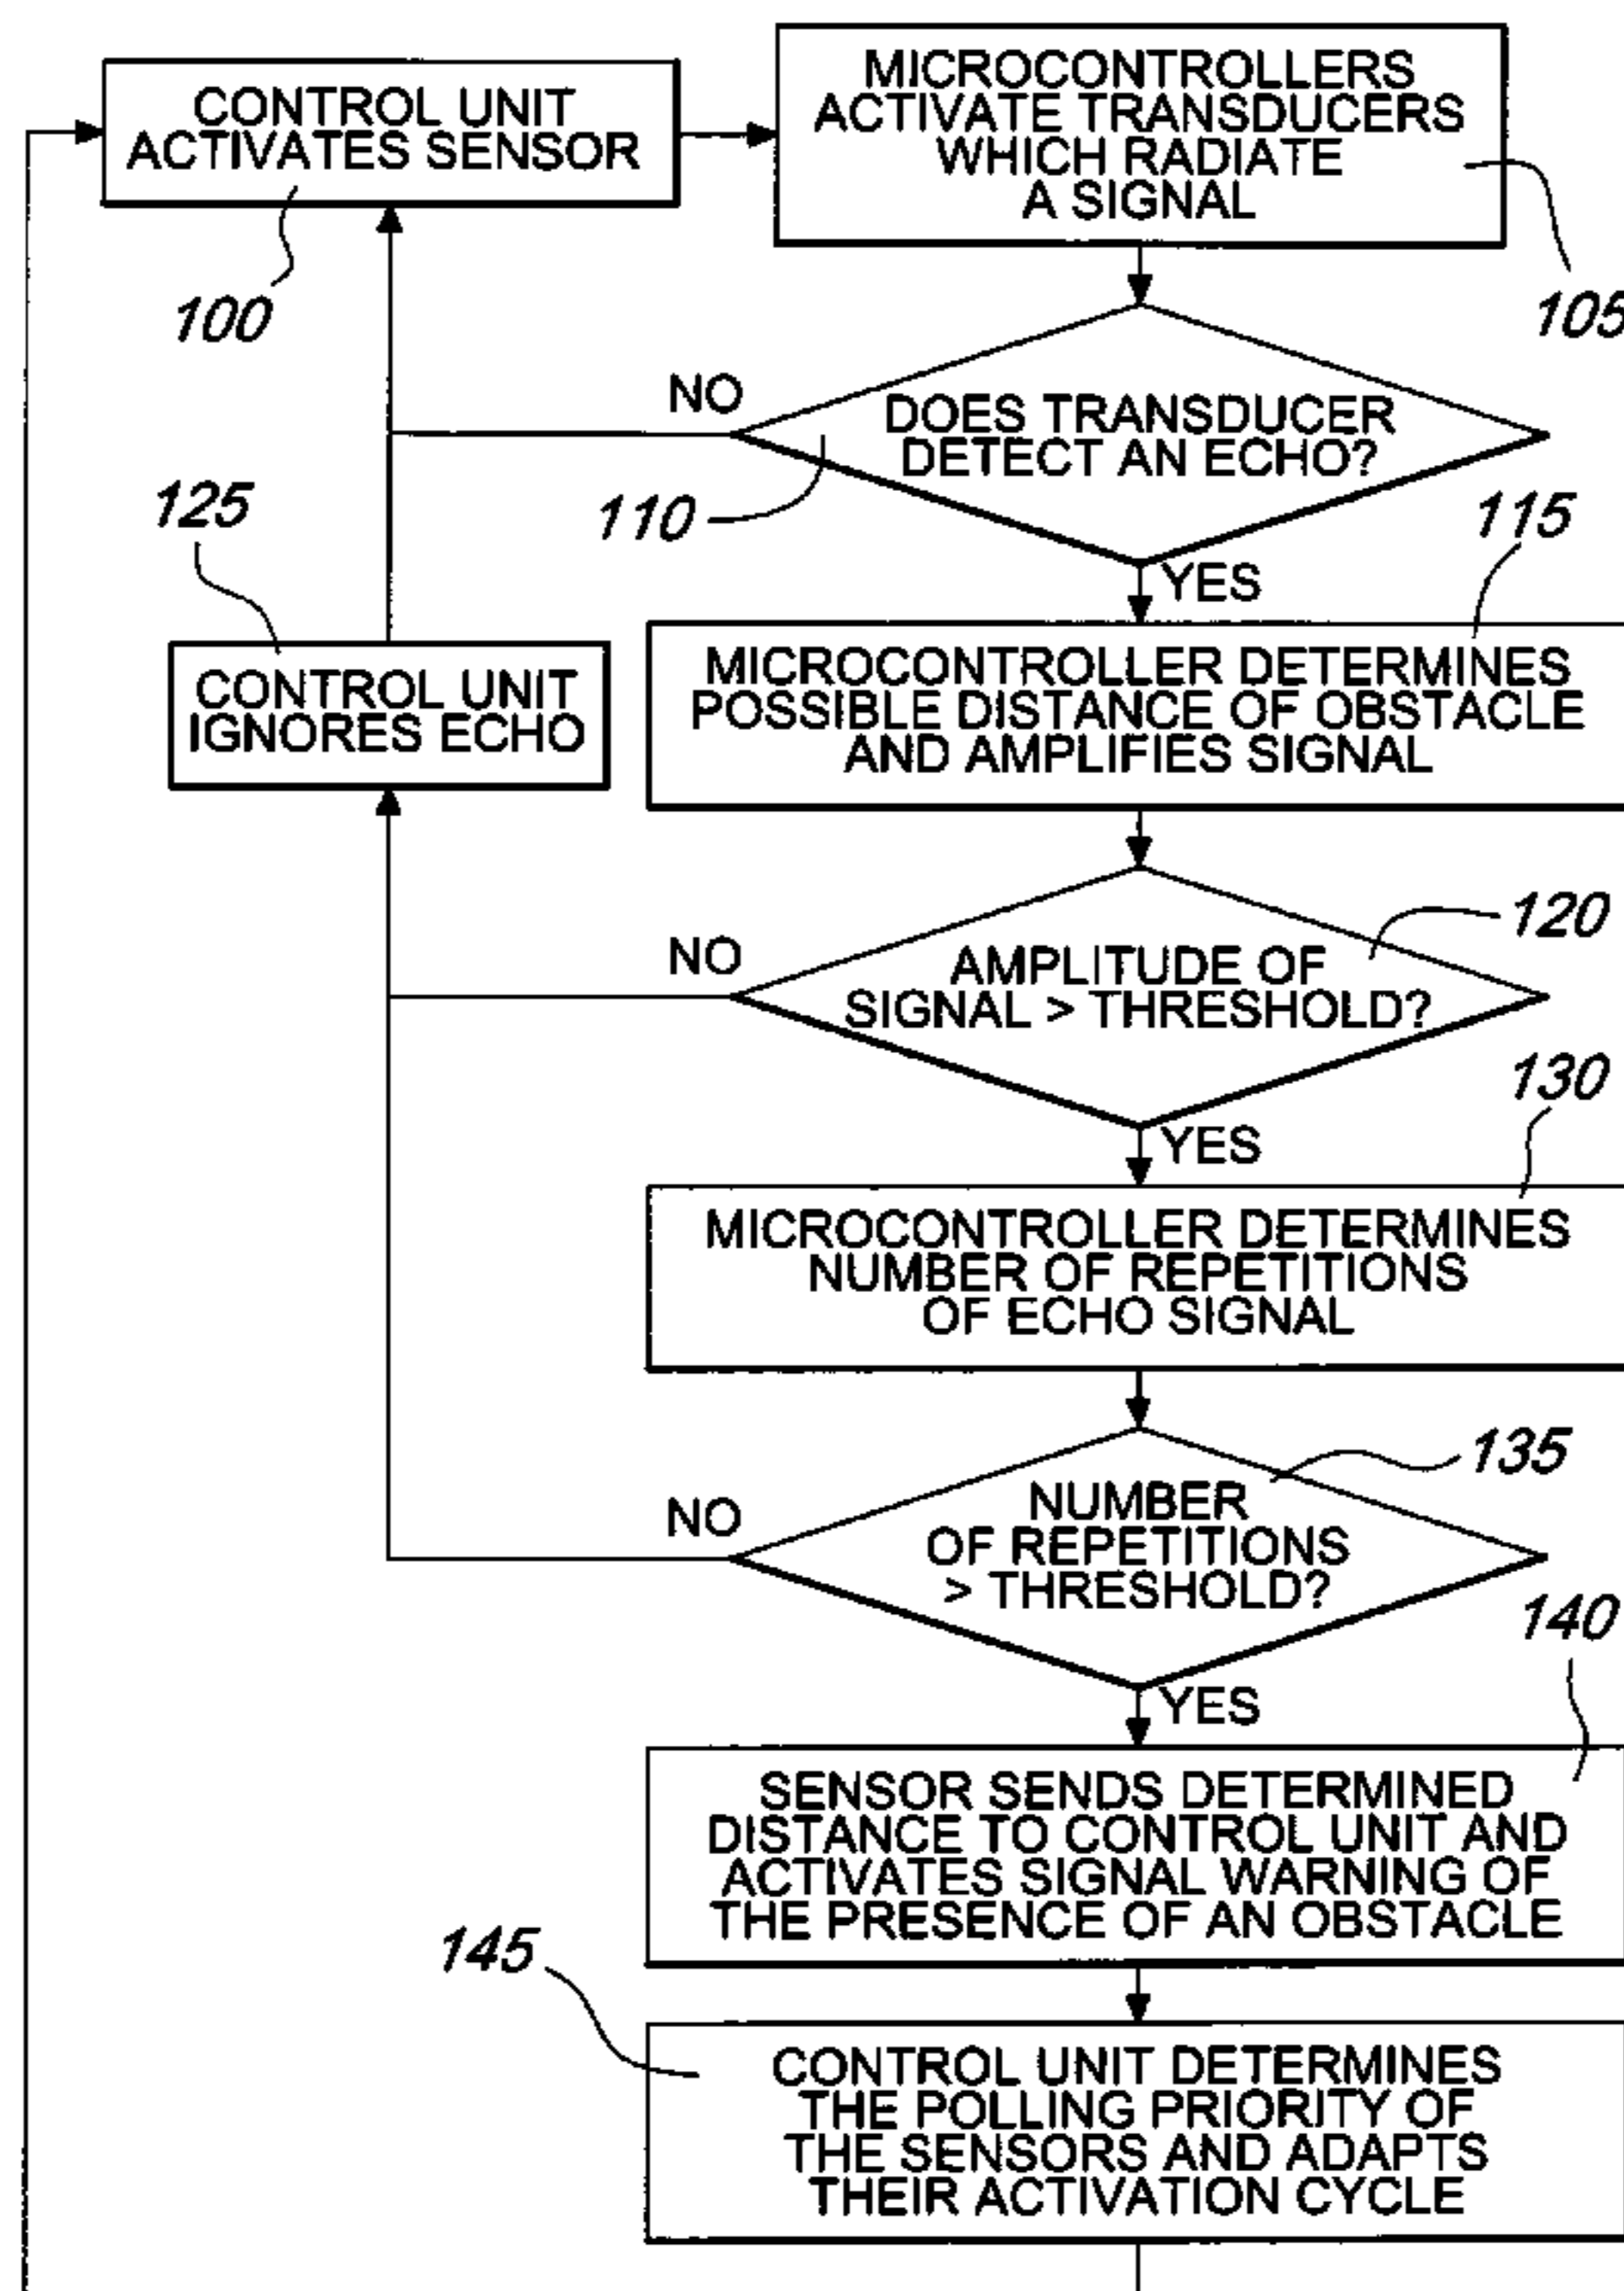 CONTROL UNIT
ACTIVATES SENSOR
100
MICROCONTROLLERS
ACTIVATE TRANSDUCERS
WHICH RADIATE
A SIGNAL
105
NO
DOES TRANSDUCER
DETECT AN ECHO?
110
YES
115
125
CONTROL UNIT
IGNORES ECHO
MICROCONTROLLER DETERMINES
POSSIBLE DISTANCE OF OBSTACLE
AND AMPLIFIES SIGNAL
120
NO
AMPLITUDE OF
SIGNAL > THRESHOLD?
YES
130
MICROCONTROLLER DETERMINES
NUMBER OF REPETITIONS
OF ECHO SIGNAL
135
NO
NUMBER
OF REPETITIONS
> THRESHOLD?
YES
140
SENSOR SENDS DETERMINED
DISTANCE TO CONTROL UNIT AND
ACTIVATES SIGNAL WARNING OF
THE PRESENCE OF AN OBSTACLE
145
CONTROL UNIT DETERMINES
THE POLLING PRIORITY OF
THE SENSORS AND ADAPTS
THEIR ACTIVATION CYCLE